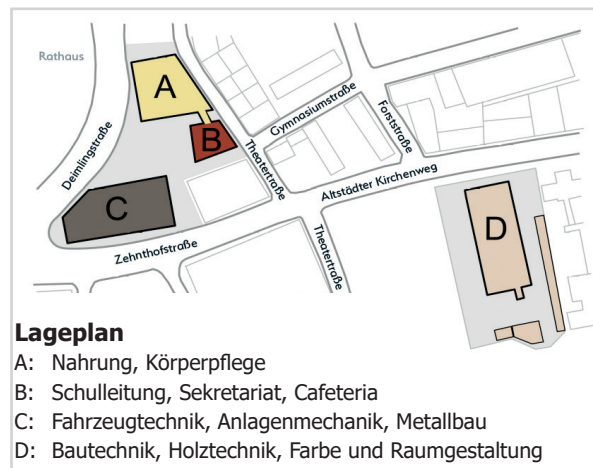 Rathaus
A
B
C
D
Deimlingstraße
Theaterstraße
Gymnasiumstraße
Forststraße
Altstädter Kirchenweg
Zehnthofstraße
Theaterstraße
Lageplan
A: Nahrung, Körperpflege
B: Schulleitung, Sekretariat, Cafeteria
C: Fahrzeugtechnik, Anlagenmechanik, Metallbau
D: Bautechnik, Holztechnik, Farbe und Raumgestaltung